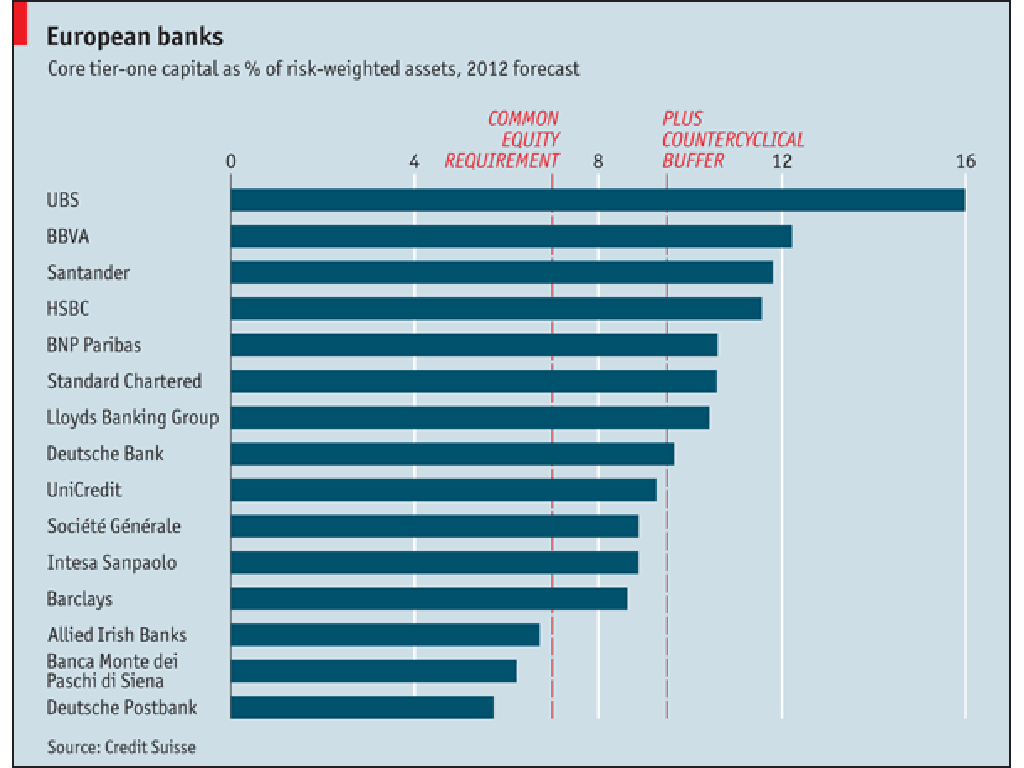 European banks
Core tier-one capital as % of risk-weighted assets, 2012 forecast
COMMON
EQUITY
REQUIREMENT
PLUS
COUNTERCYCLICAL
BUFFER
0 4 8 12 16
UBS
BBVA
Santander
HSBC
BNP Paribas
Standard Chartered
Lloyds Banking Group
Deutsche Bank
UniCredit
Société Générale
Intesa Sanpaolo
Barclays
Allied Irish Banks
Banca Monte dei
Paschi di Siena
Deutsche Postbank
Source: Credit Suisse